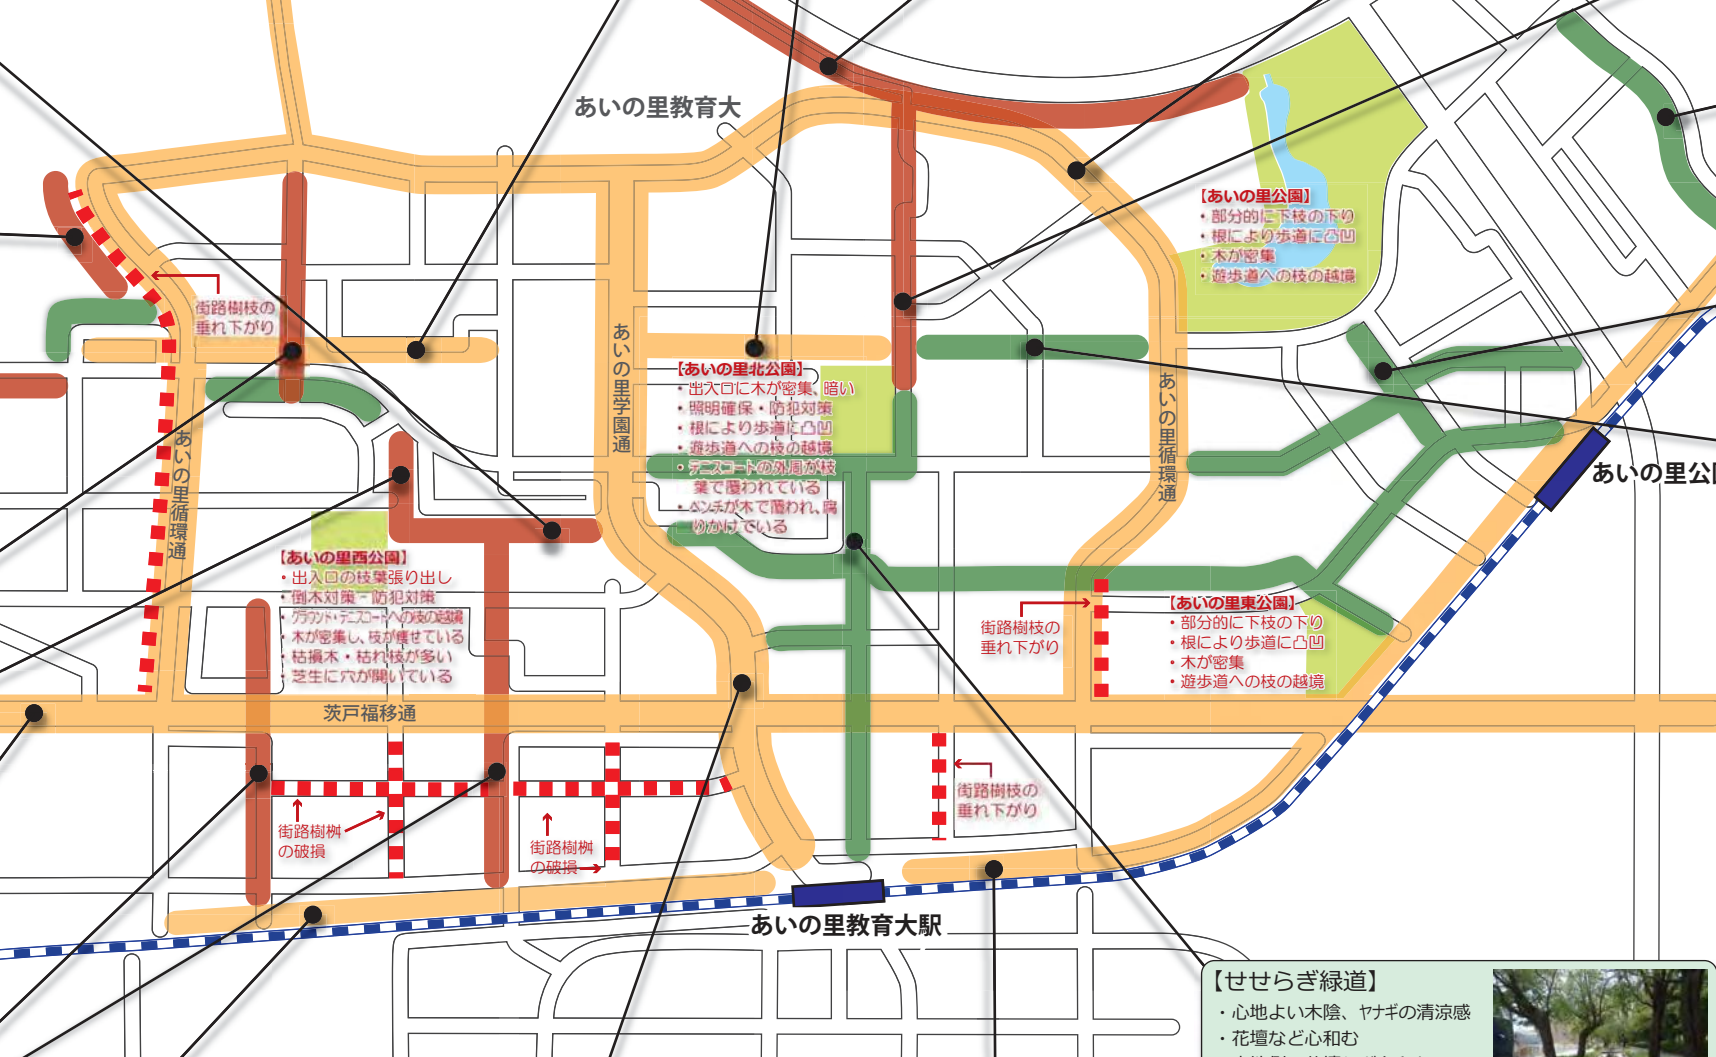 あいの里教育大
【あいの里公園】
・部分的に下枝の下り
・根により歩道に凸凹
・木が密集
・遊歩道への枝の越境
街路樹枝の
垂れ下がり
あいの里学園通
【あいの里北公園】
・出入口に木が密集、暗い
・照明確保・防犯対策
・根により歩道に凸凹
・遊歩道への枝の越境
・テニスコートの外周が枝
葉で覆われている
・ベンチが木で覆われ、腐
りかけている
あいの里循環通
あいの里循環通
あいの里公園
【あいの里西公園】
・出入口の枝葉張り出し
・倒木対策・防犯対策
・グラウンド・テニスコートへの枝の越境
・木が密集し、枝が痩せている
・枯損木・枯れ枝が多い
・芝生に穴が開いている
街路樹枝の
垂れ下がり
【あいの里東公園】
・部分的に下枝の下り
・根により歩道に凸凹
・木が密集
・遊歩道への枝の越境
茨戸福移通
街路樹枝の
垂れ下がり
街路樹桝
の破損
街路樹桝
の破損
あいの里教育大駅
【せせらぎ緑道】
・心地よい木陰、ヤナギの清涼感
・花壇など心和む